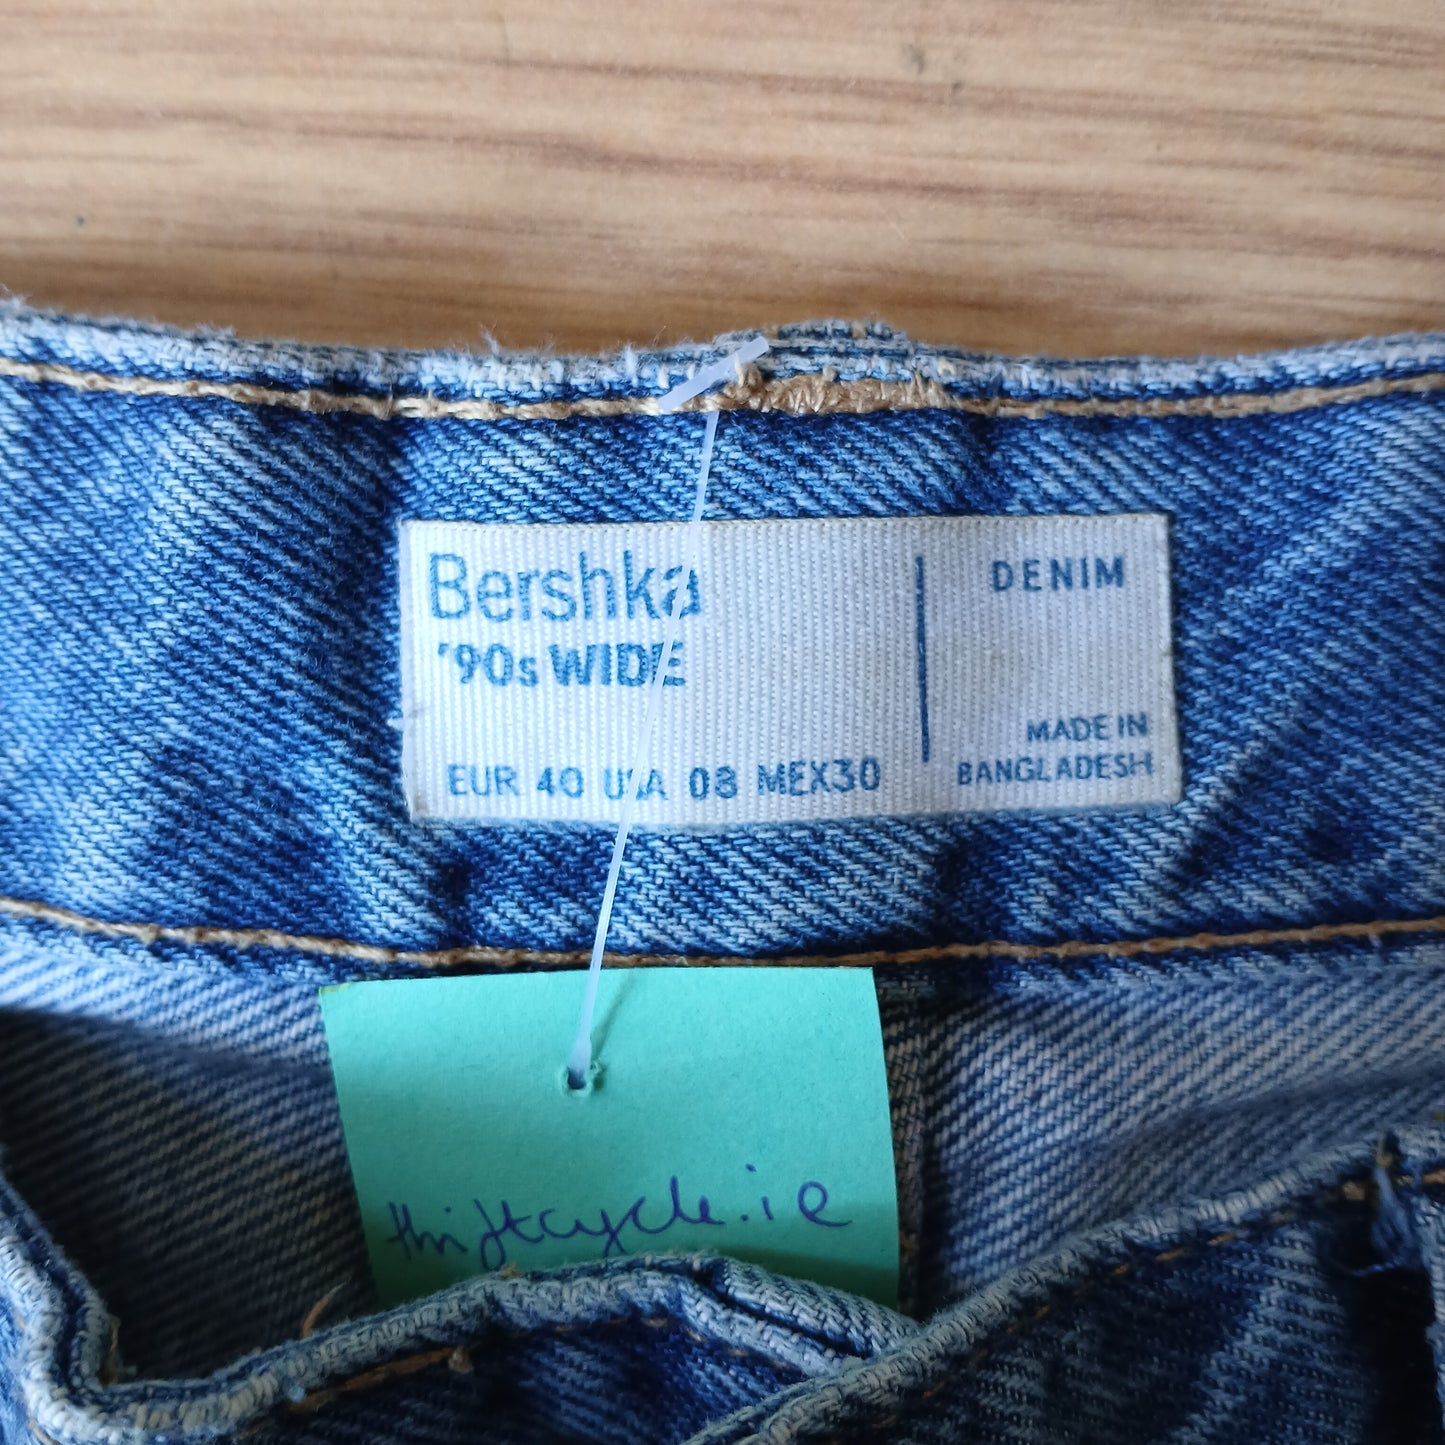 Bershka
'90s WIDE
EUR 40 USA 08 MEX30
DENIM
MADE IN
BANGLADESH
thriftcycle.ie